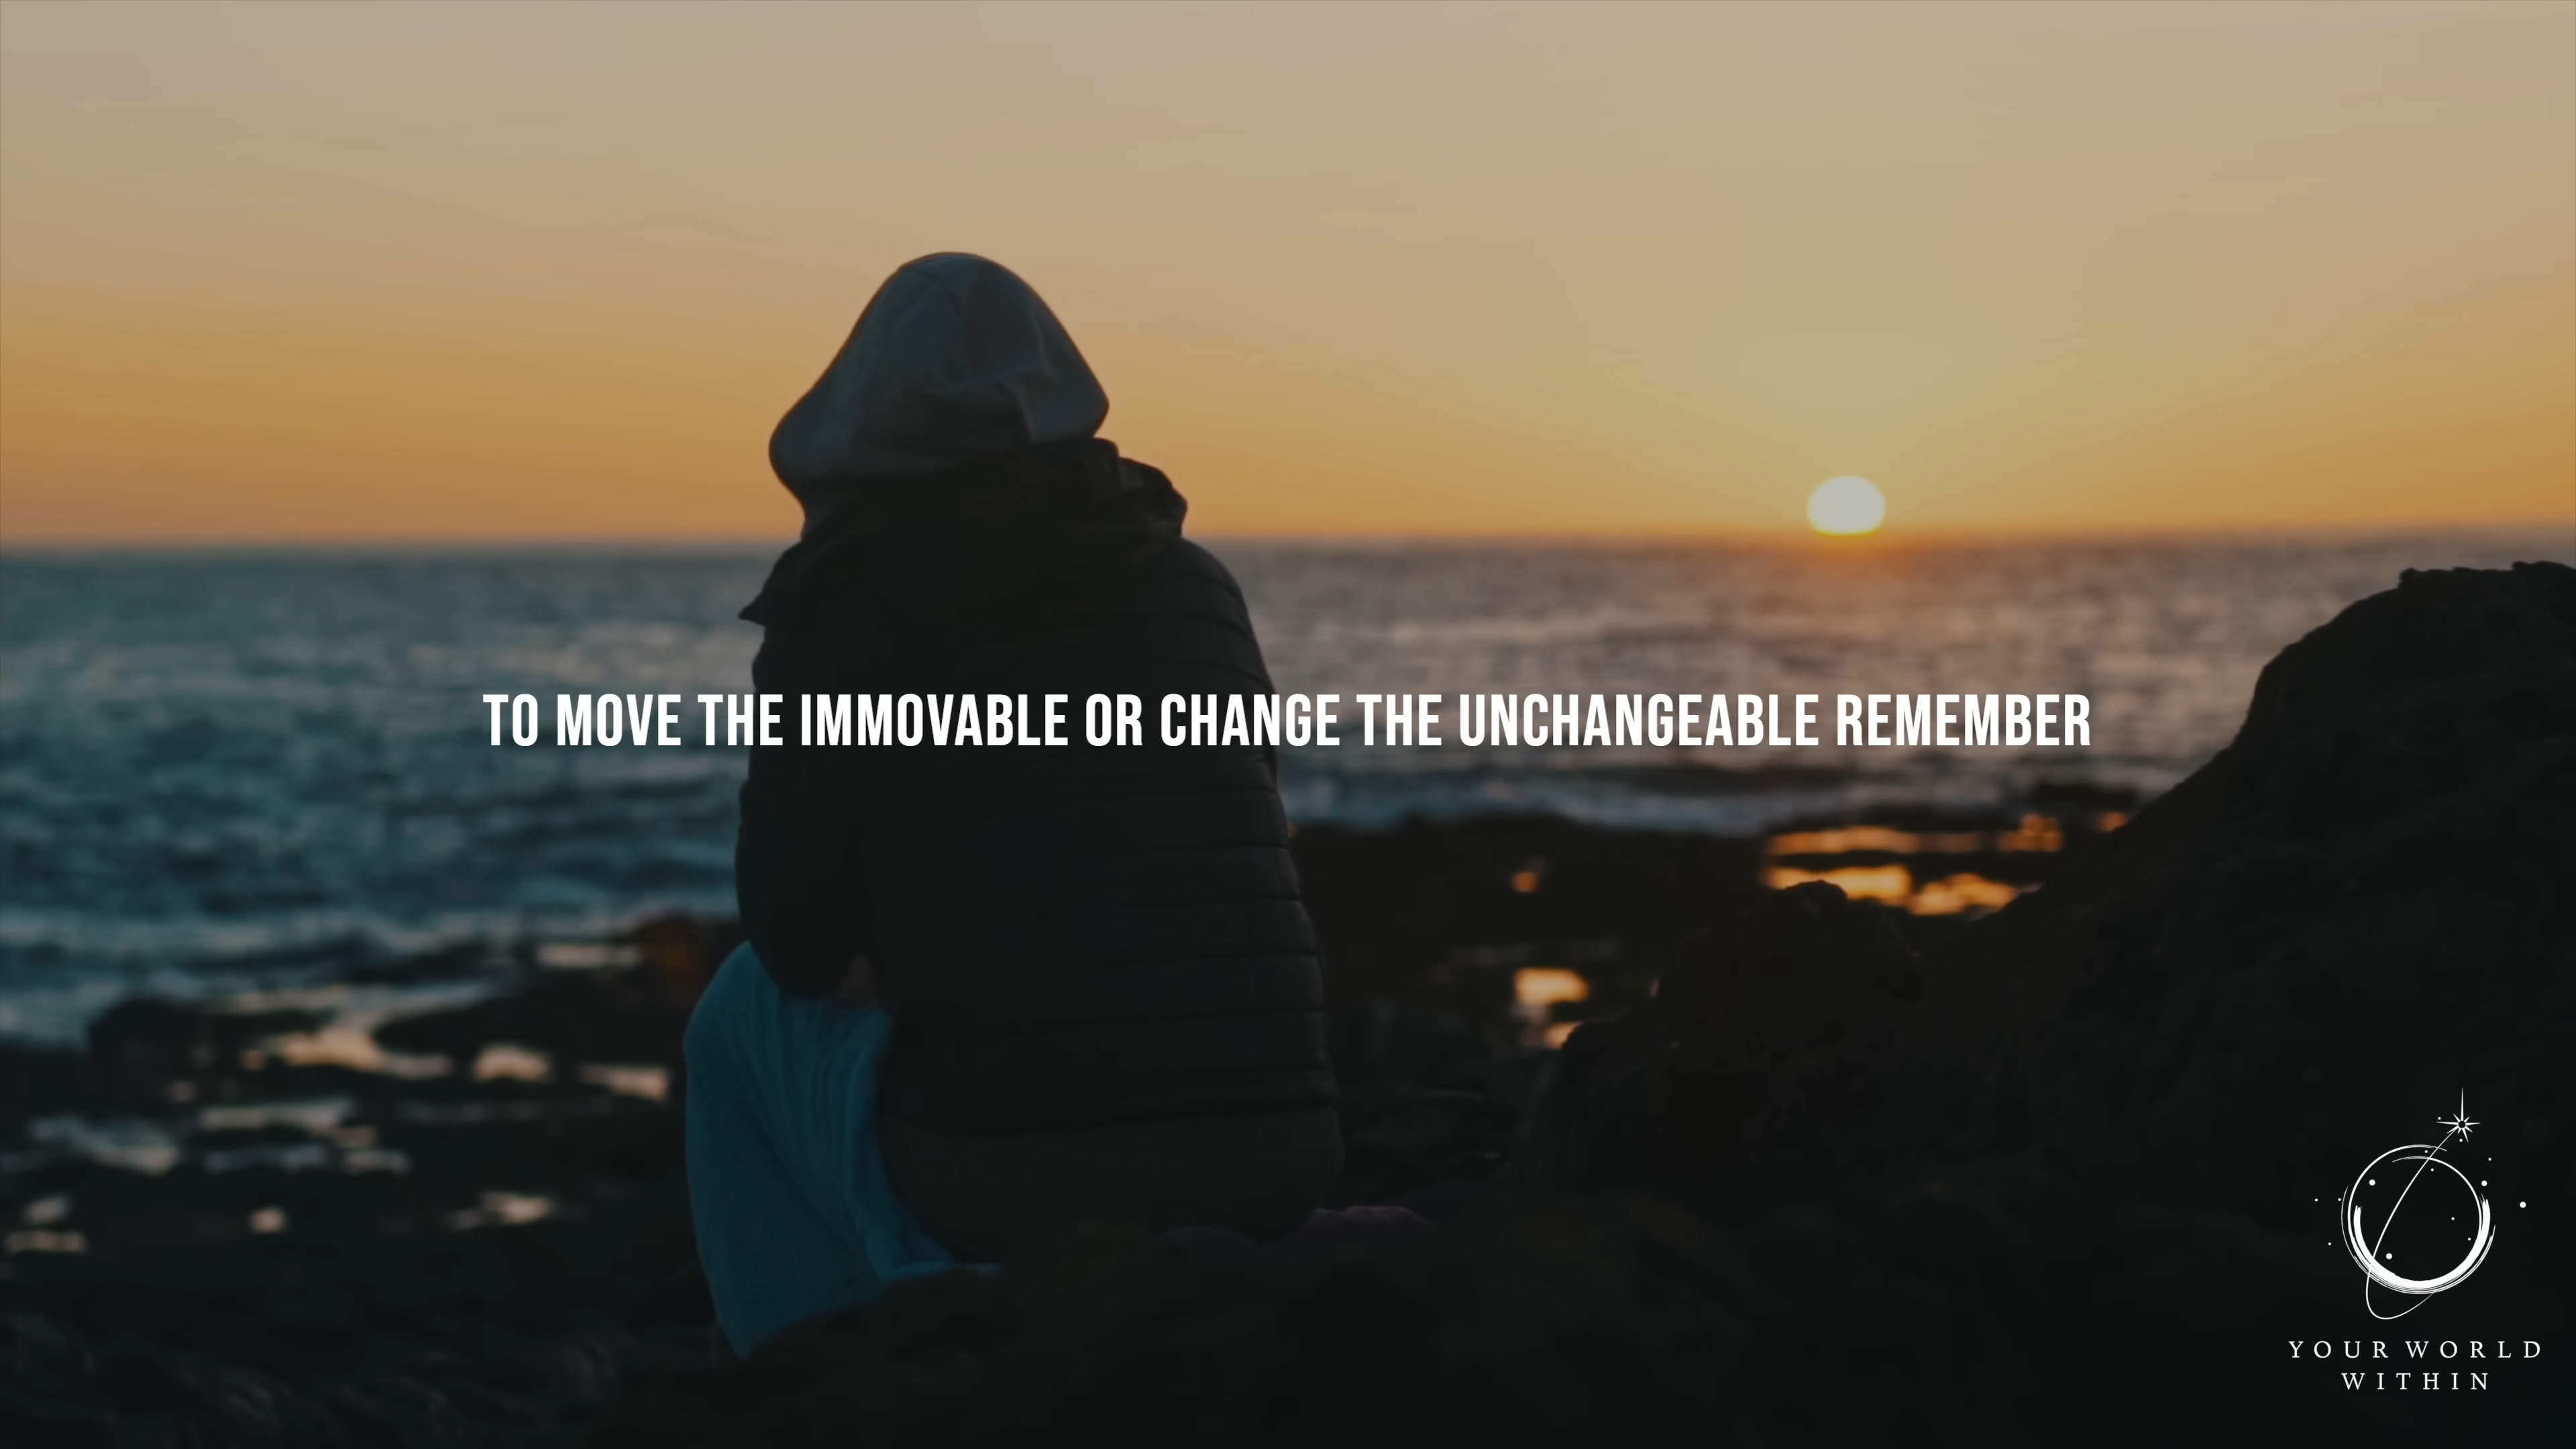 TO MOVE THE IMMOVABLE OR CHANGE THE UNCHANGEABLE REMEMBER
YOUR WORLD
WITHIN